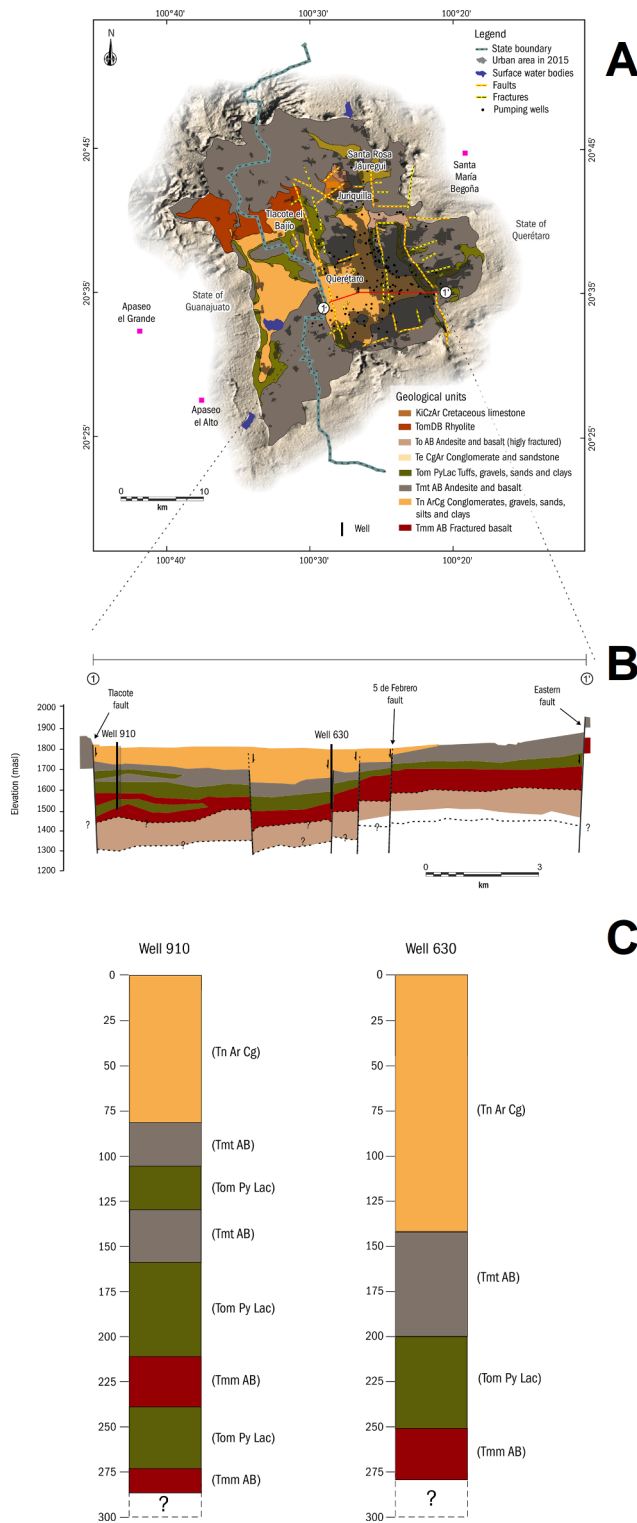 100°40'
100°30'
100°20'
N
A
Legend
State boundary
Urban area in 2015
Surface water bodies
Faults
Fractures
Pumping wells
20°45'
20°45'
Santa Rosa
Jáuregui
Santa
María
Begoña
Juriquilla
Tlacote el
Bajío
State of
Querétaro
Querétaro
20°35'
20°35'
State of
Guanajuato
1
1'
Apaseo
el Grande
Apaseo
el Alto
20°25'
20°25'
Geological units
KiCzAr Cretaceous limestone
TomDB Rhyolite
To AB Andesite and basalt (higly fractured)
Te CgAr Conglomerate and sandstone
Tom PyLac Tuffs, gravels, sands and clays
Tmt AB Andesite and basalt
Tn ArCg Conglomerates, gravels, sands,
silts and clays
Tmm AB Fractured basalt
Well
0 10
km
100°40'
100°30'
100°20'
B
1
1'
Tlacote
fault
5 de Febrero
fault
Eastern
fault
Well 910
Well 630
Elevation (masl)
2000
1900
1800
1700
1600
1500
1400
1300
1200
? ? ? ? ? ? ? ?
0 3
km
C
Well 910
Well 630
0
25
50
75
100
125
150
175
200
225
250
275
300
(Tn Ar Cg)
(Tmt AB)
(Tom Py Lac)
(Tmt AB)
(Tom Py Lac)
(Tmm AB)
(Tom Py Lac)
(Tmm AB)
?
0
25
50
75
100
125
150
175
200
225
250
275
300
(Tn Ar Cg)
(Tmt AB)
(Tom Py Lac)
(Tmm AB)
?